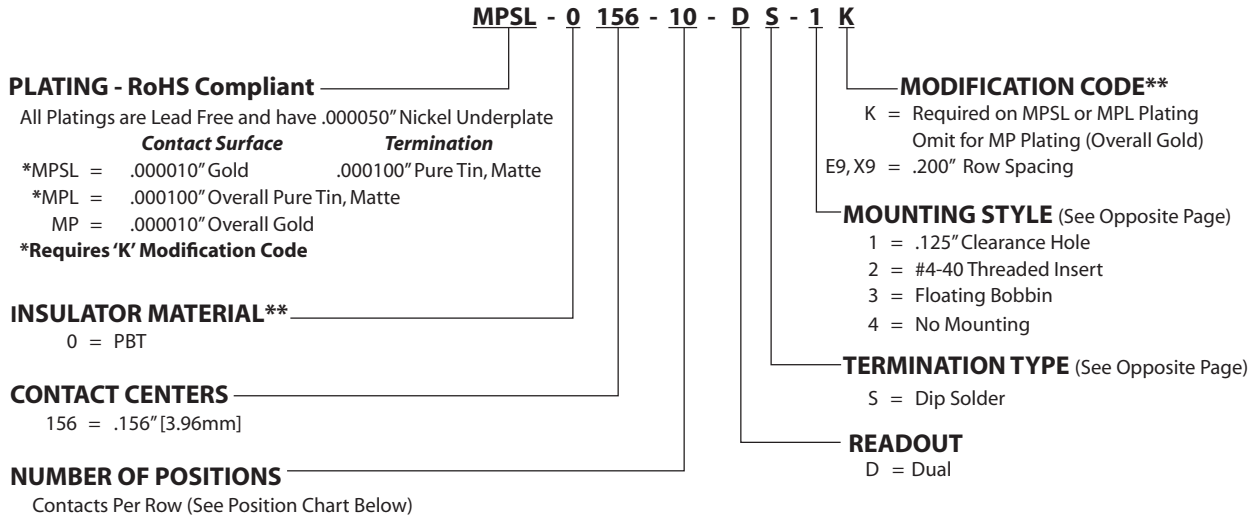 MPSL - 0 156 - 10 - D S - 1 K
PLATING - RoHS Compliant
All Platings are Lead Free and have .000050” Nickel Underplate
Contact Surface Termination
*MPSL = .000010” Gold .000100” Pure Tin, Matte
*MPL = .000100” Overall Pure Tin, Matte
MP = .000010” Overall Gold
*Requires ‘K’ Modification Code
INSULATOR MATERIAL**
0 = PBT
CONTACT CENTERS
156 = .156” [3.96mm]
NUMBER OF POSITIONS
Contacts Per Row (See Position Chart Below)
MODIFICATION CODE**
K = Required on MPSL or MPL Plating
Omit for MP Plating (Overall Gold)
E9, X9 = .200” Row Spacing
MOUNTING STYLE (See Opposite Page)
1 = .125” Clearance Hole
2 = #4-40 Threaded Insert
3 = Floating Bobbin
4 = No Mounting
TERMINATION TYPE (See Opposite Page)
S = Dip Solder
READOUT
D = Dual